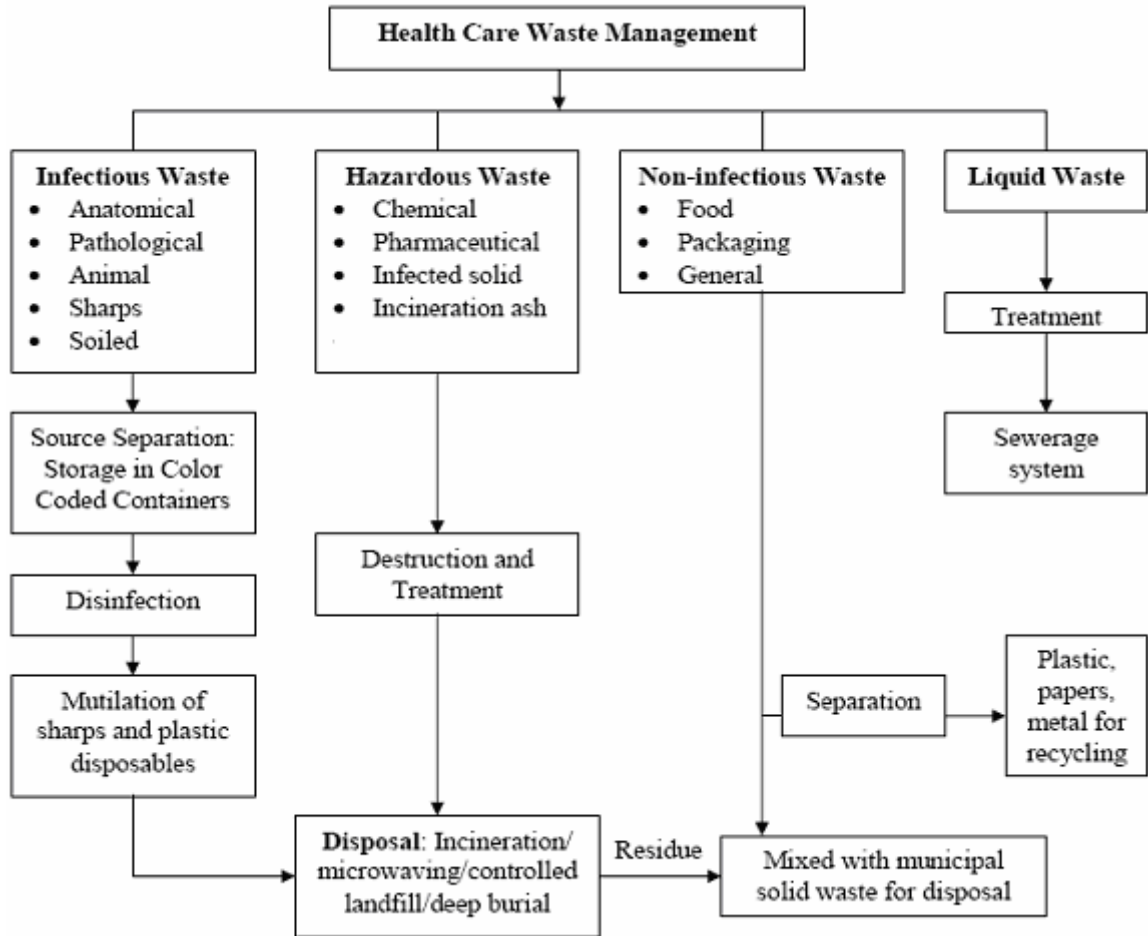 Health Care Waste Management
Infectious Waste
• Anatomical
• Pathological
• Animal
• Sharps
• Soiled
Hazardous Waste
• Chemical
• Pharmaceutical
• Infected solid
• Incineration ash
Non-infectious Waste
• Food
• Packaging
• General
Liquid Waste
Treatment
Sewerage
system
Source Separation:
Storage in Color
Coded Containers
Disinfection
Mutilation of
sharps and plastic
disposables
Destruction and
Treatment
Separation
Plastic,
papers,
metal for
recycling
Disposal: Incineration/
microwaving/controlled
landfill/deep burial
Residue
Mixed with municipal
solid waste for disposal